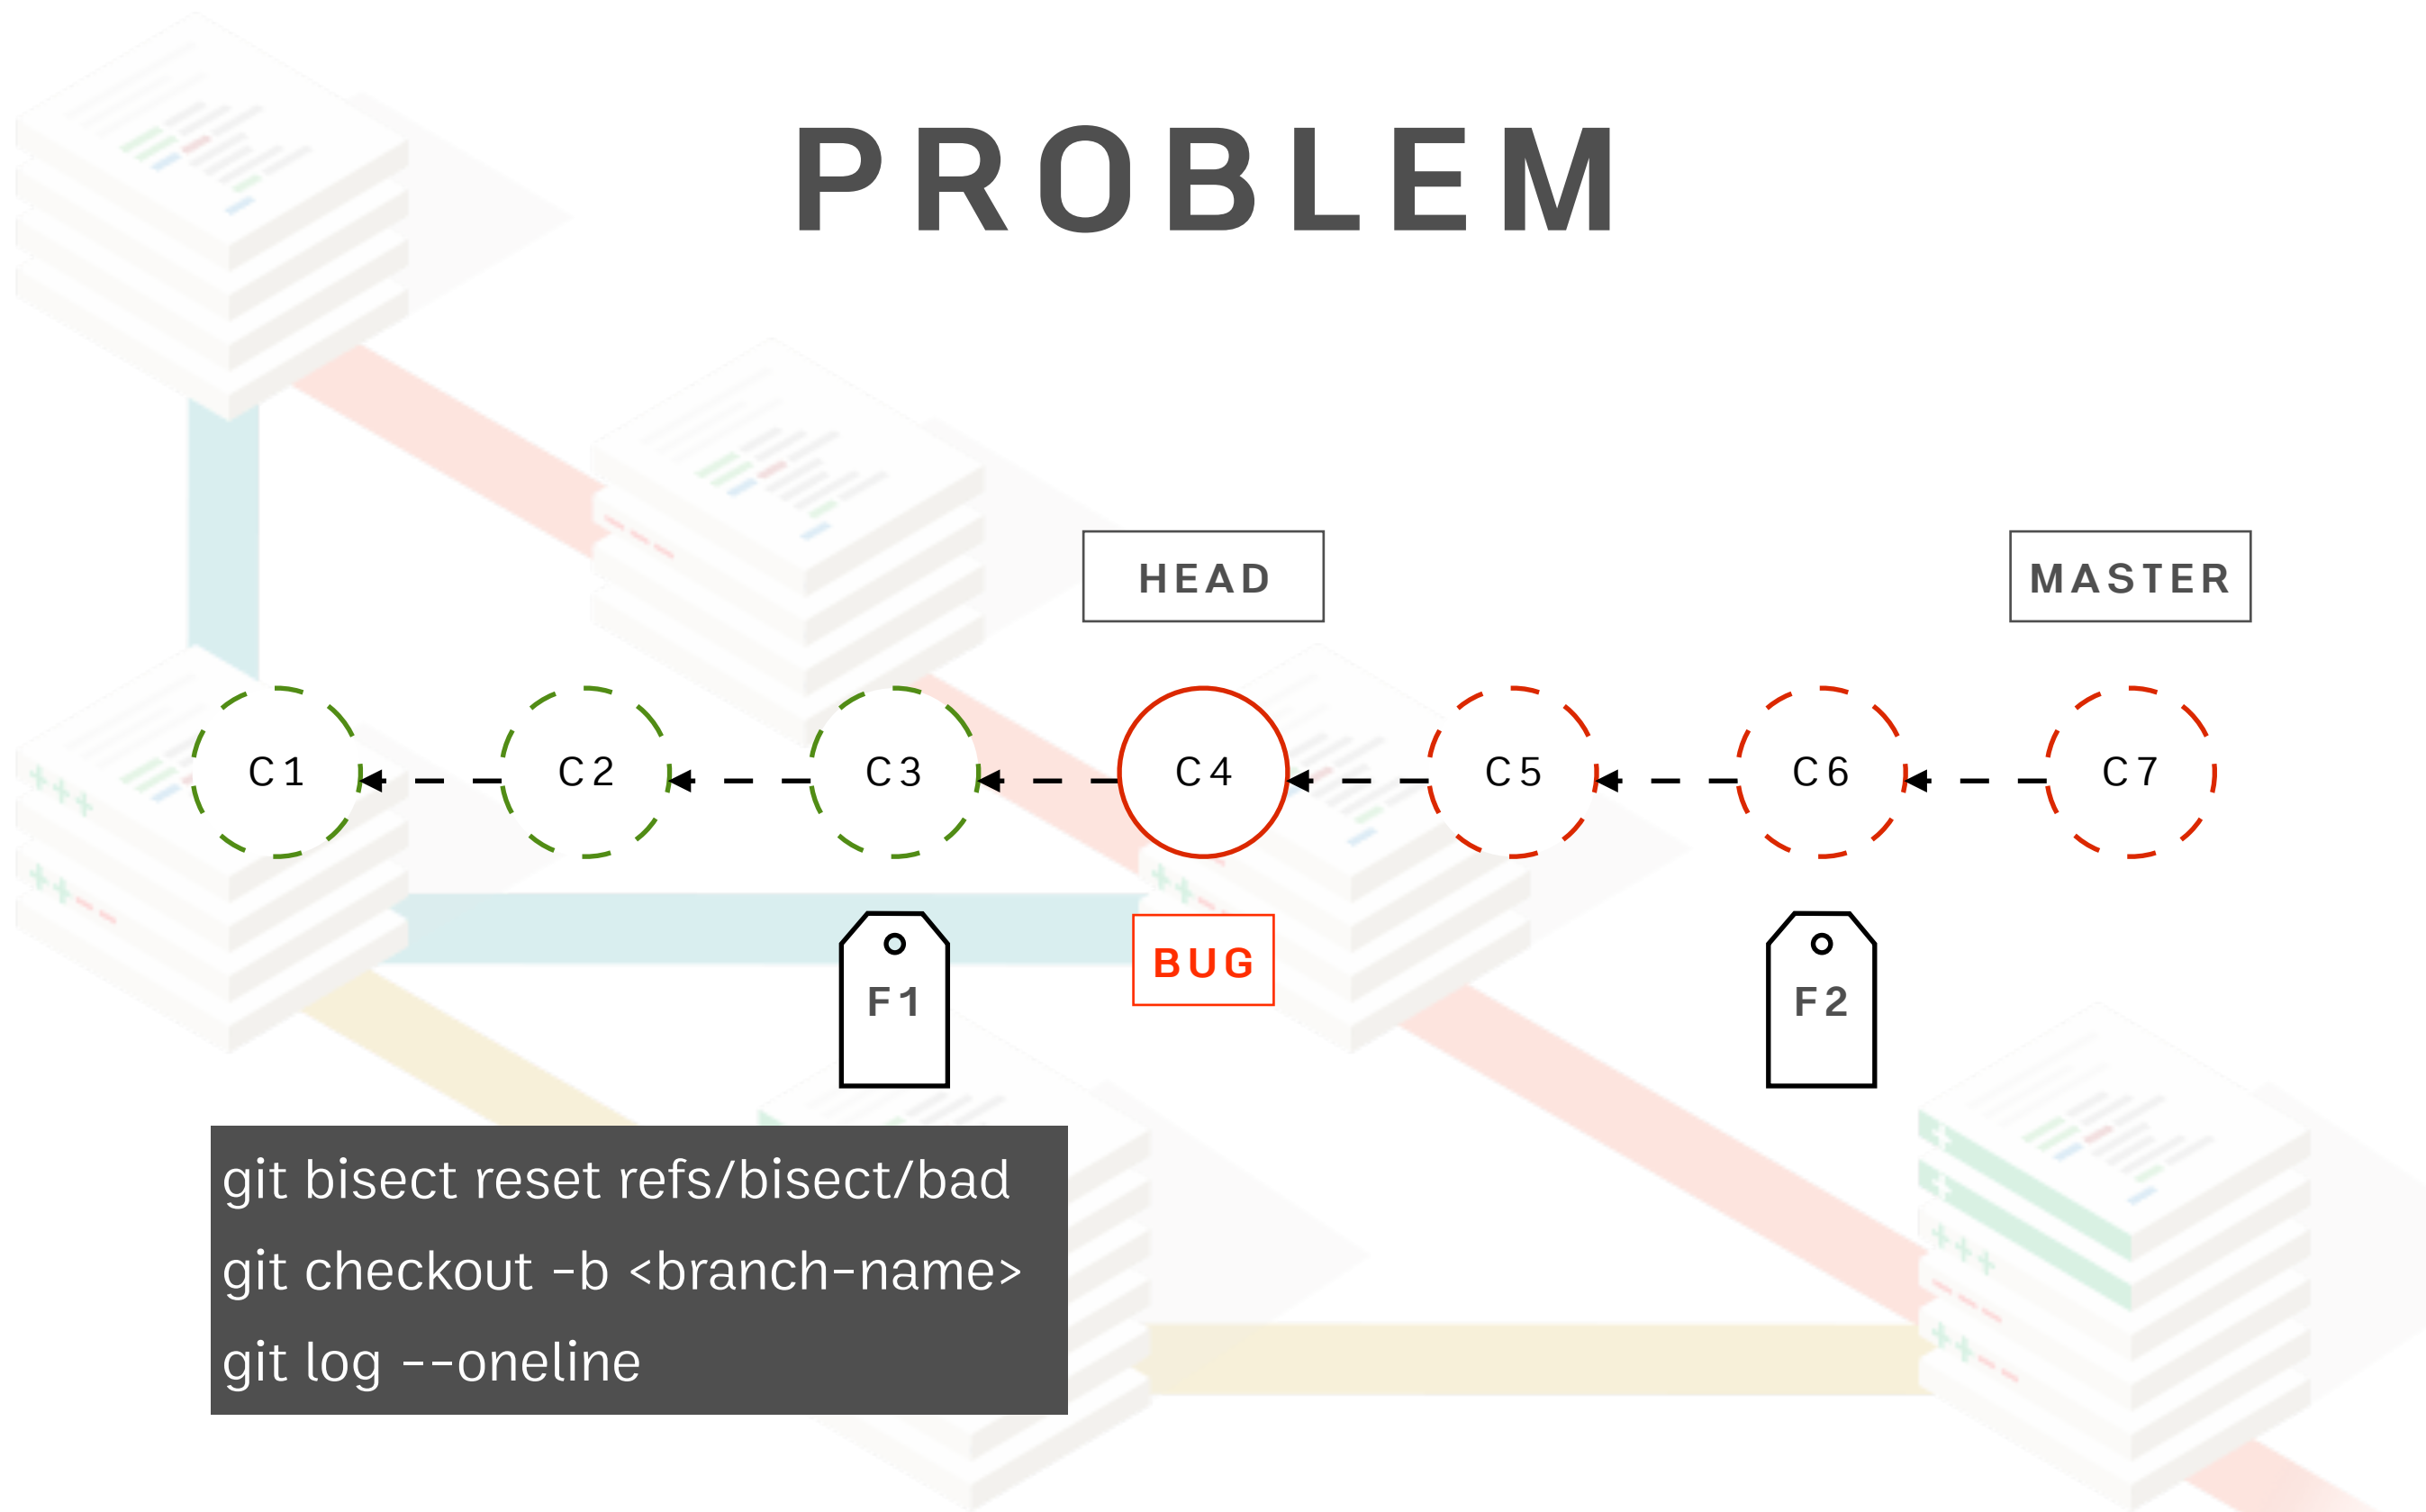 PROBLEM
HEAD
MASTER
C1
C2
C3
C4
C5
C6
C7
F1
BUG
F2
git bisect reset refs/bisect/bad
git checkout -b <branch-name>
git log --oneline